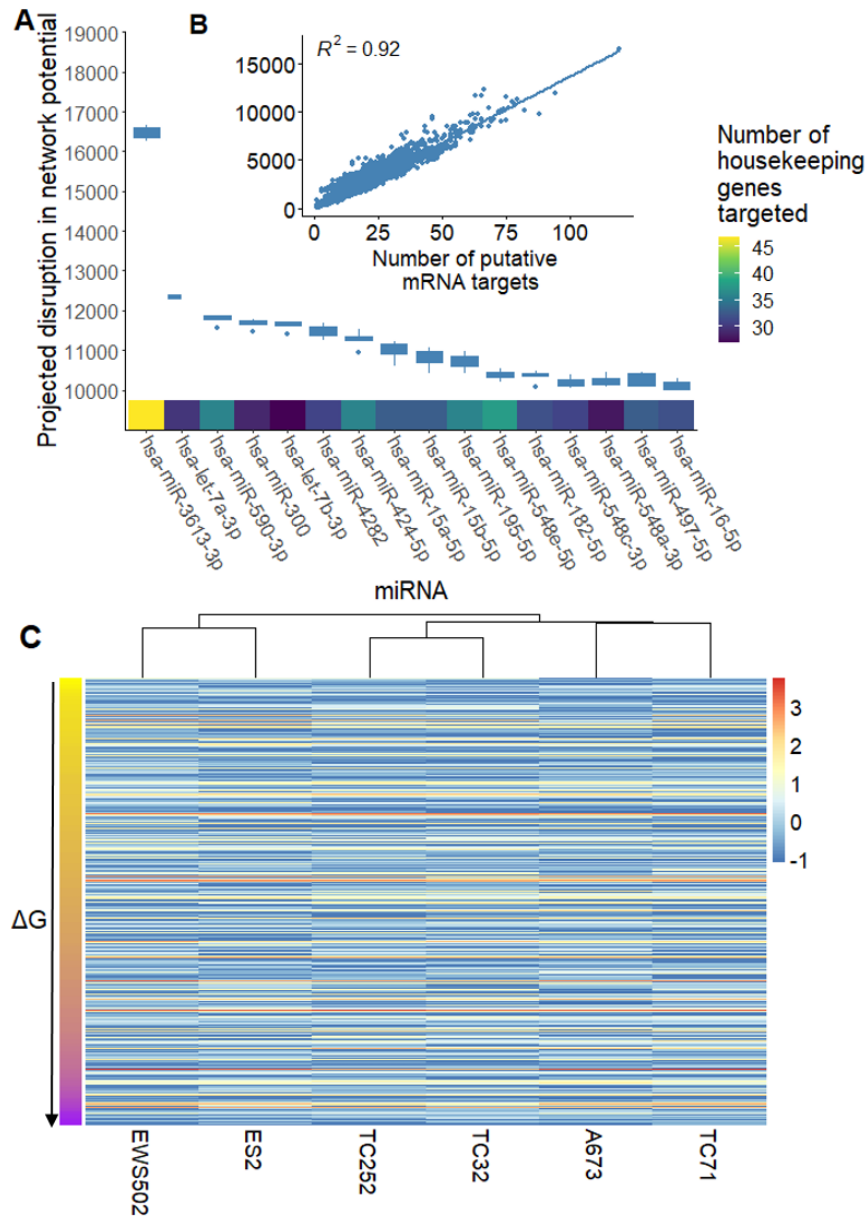 A
Projected disruption in network potential
19000
18000
17000
16000
15000
14000
13000
12000
11000
10000
B
R² = 0.92
15000
10000
5000
0
0 25 50 75 100
Number of putative
mRNA targets
Number of
housekeeping
genes
targeted
45
40
35
30
hsa-miR-3613-3p
hsa-let-7a-3p
hsa-miR-590-3p
hsa-miR-300
hsa-let-7b-3p
hsa-miR-4282
hsa-miR-424-5p
hsa-miR-15a-5p
hsa-miR-15b-5p
hsa-miR-195-5p
hsa-miR-548e-5p
hsa-miR-182-5p
hsa-miR-548c-3p
hsa-miR-548a-3p
hsa-miR-497-5p
hsa-miR-16-5p
miRNA
C
ΔG
3
2
1
0
-1
EWS502
ES2
TC252
TC32
A673
TC71